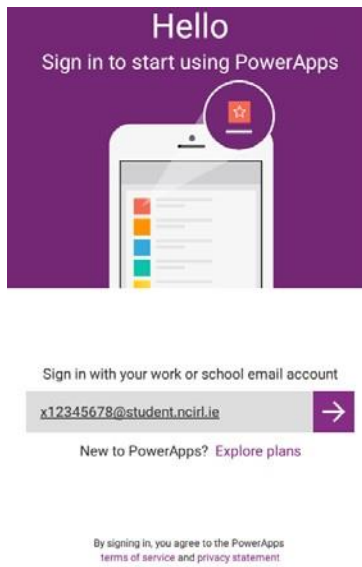 Hello
Sign in to start using PowerApps
Sign in with your work or school email account
x12345678@student.ncirl.ie
New to PowerApps? Explore plans
By signing in, you agree to the PowerApps
terms of service and privacy statement